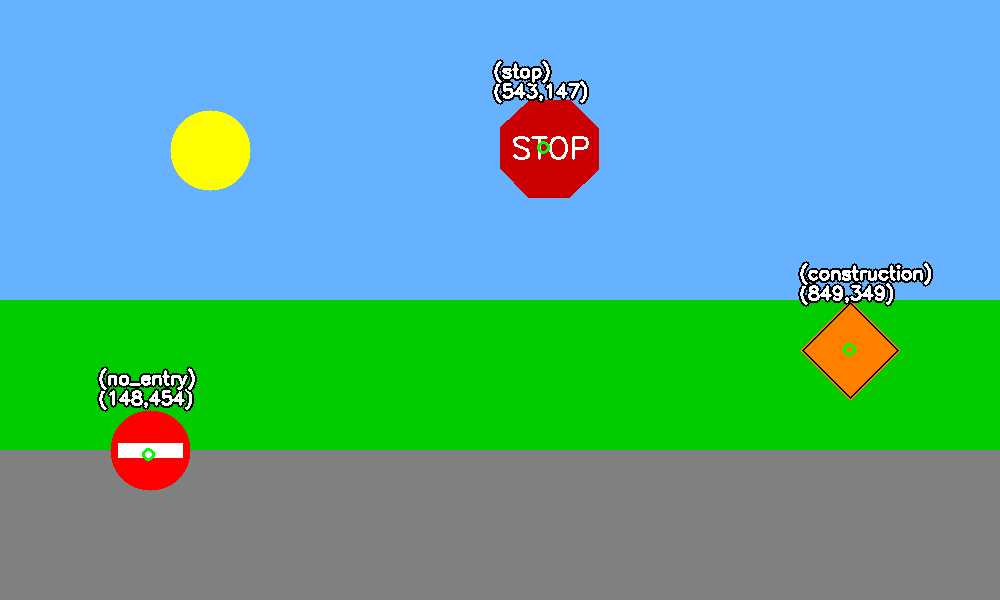 (stop)
(543,147)
STOP
(construction)
(849,349)
(no_entry)
(148,454)